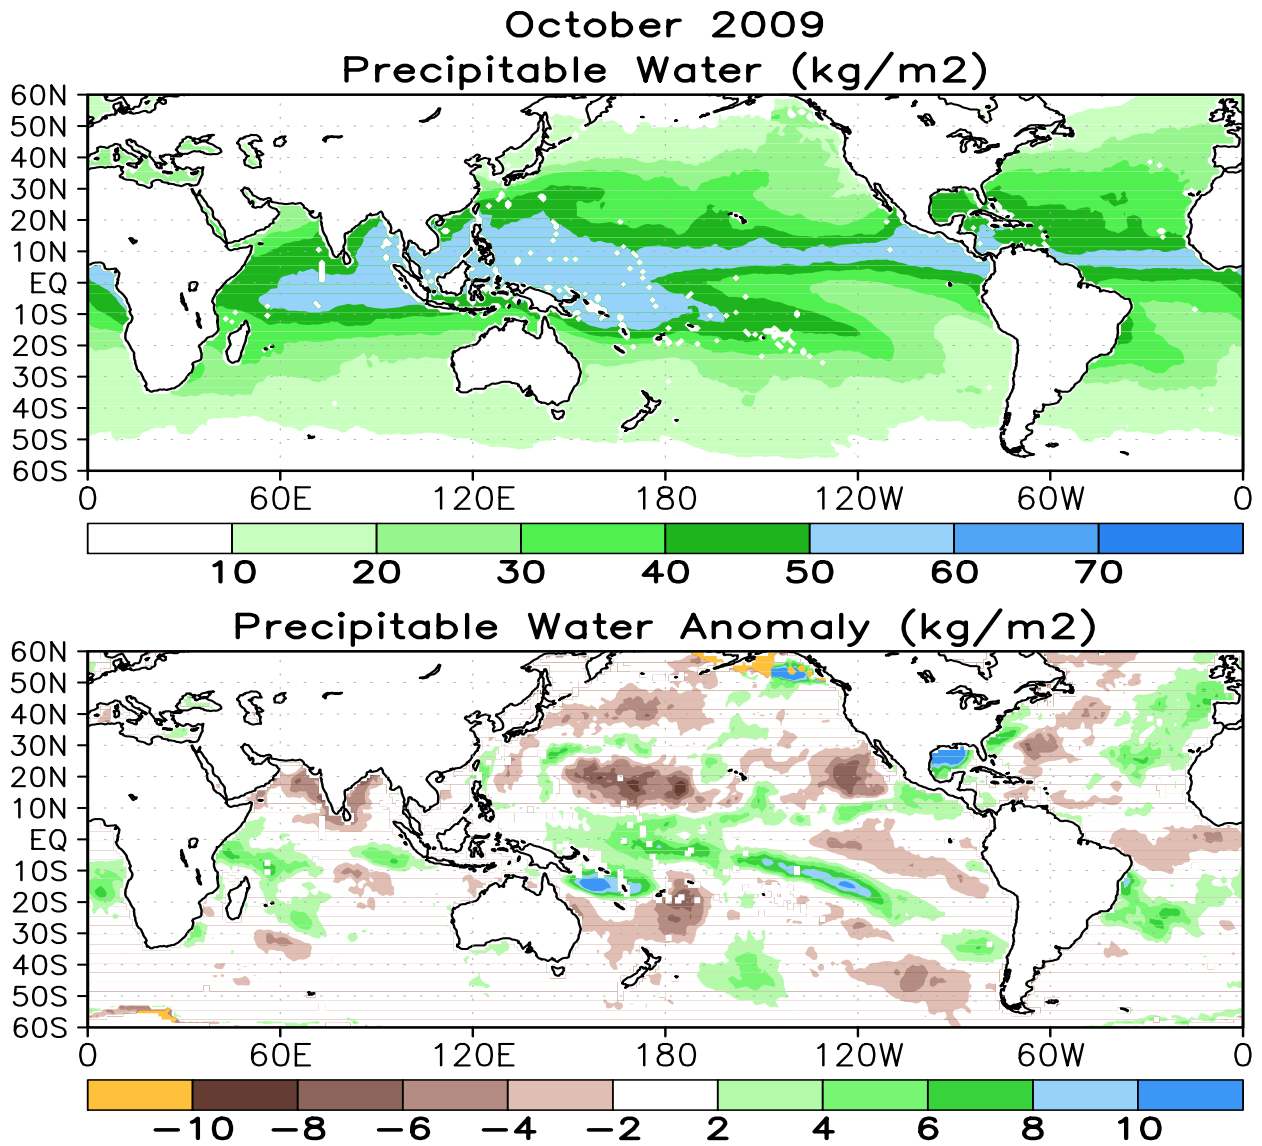 October 2009
Precipitable Water (kg/m2)
60N
50N
40N
30N
20N
10N
EQ
10S
20S
30S
40S
50S
60S
0 60E 120E 180 120W 60W 0
10 20 30 40 50 60 70
Precipitable Water Anomaly (kg/m2)
60N
50N
40N
30N
20N
10N
EQ
10S
20S
30S
40S
50S
60S
0 60E 120E 180 120W 60W 0
−10 −8 −6 −4 −2 2 4 6 8 10